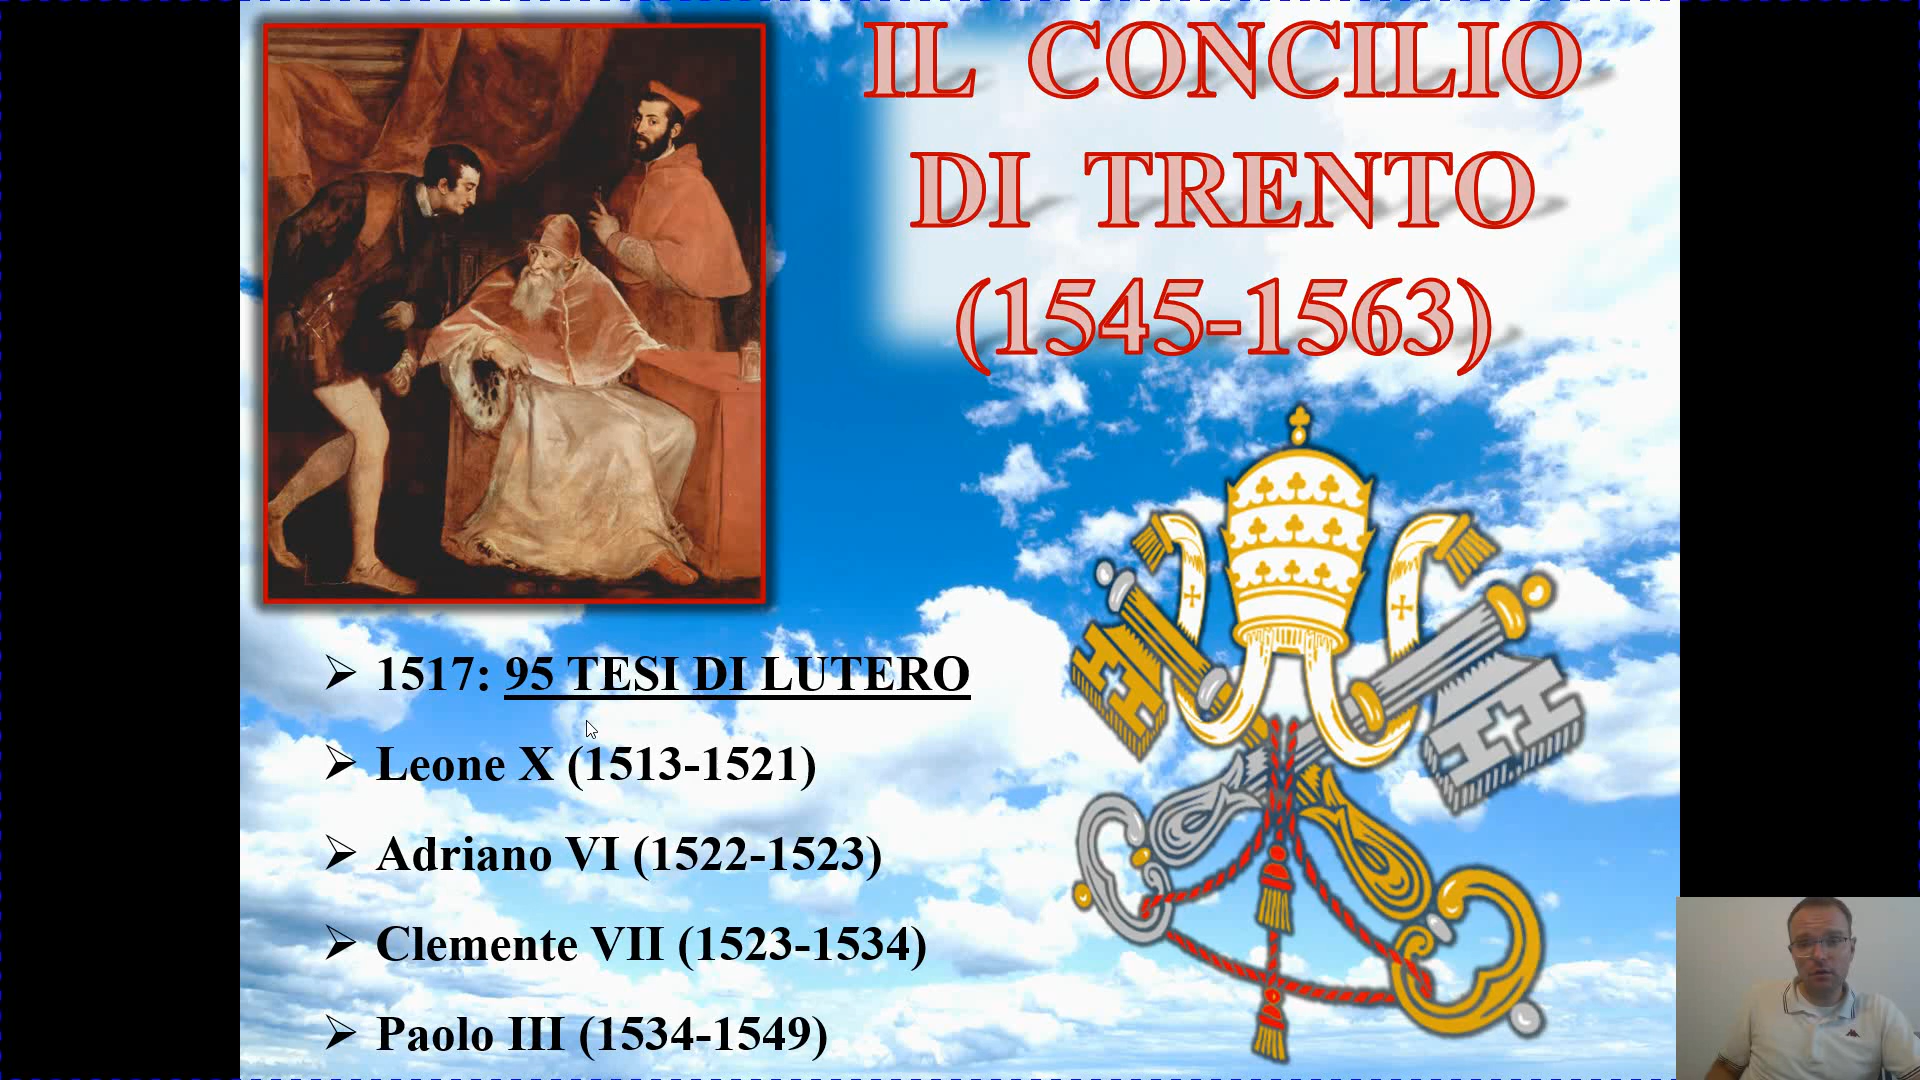 IL CONCILIO
DI TRENTO
(1545-1563)
1517: 95 TESI DI LUTERO
Leone X (1513-1521)
Adriano VI (1522-1523)
Clemente VII (1523-1534)
Paolo III (1534-1549)